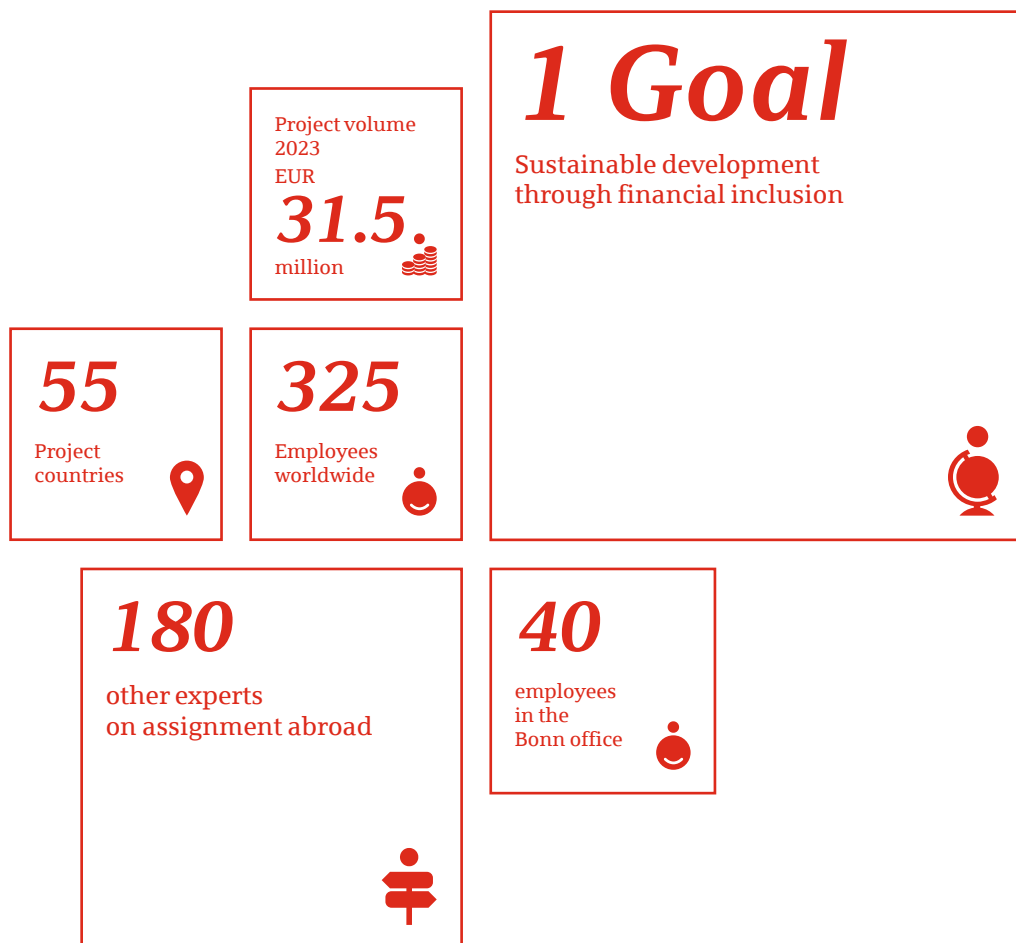 1 Goal
Sustainable development
through financial inclusion
Project volume
2023
EUR
31.5
million
55
Project
countries
325
Employees
worldwide
180
other experts
on assignment abroad
40
employees
in the
Bonn office